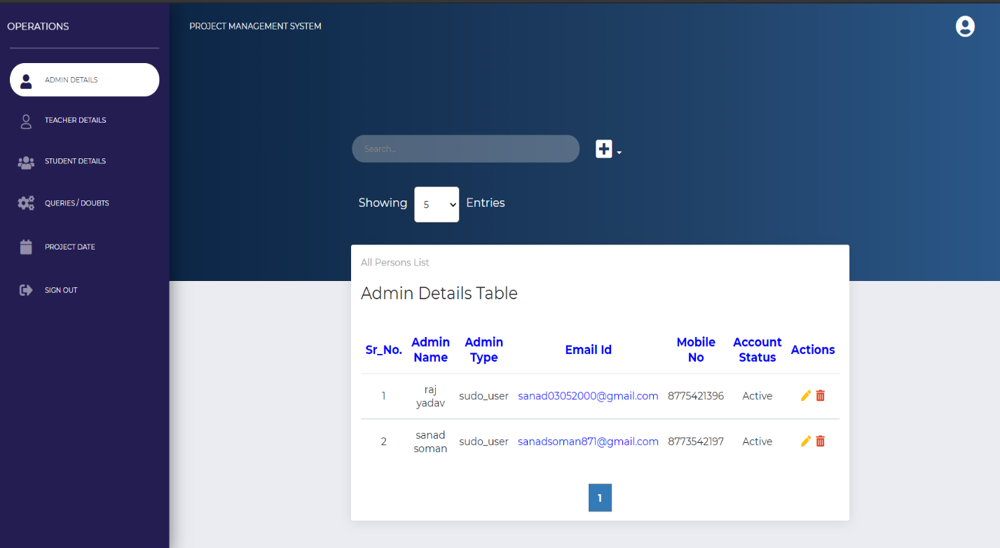 OPERATIONS
PROJECT MANAGEMENT SYSTEM
ADMIN DETAILS
TEACHER DETAILS
STUDENT DETAILS
QUERIES / DOUBTS
PROJECT DATE
SIGN OUT
Search...
Showing 5 Entries
All Persons List
Admin Details Table
Sr_No. Admin Name Admin Type Email Id Mobile No Account Status Actions
1 raj yadav sudo_user sanad03052000@gmail.com 8775421396 Active
2 sanad soman sudo_user sanadsoman871@gmail.com 8773542197 Active
1